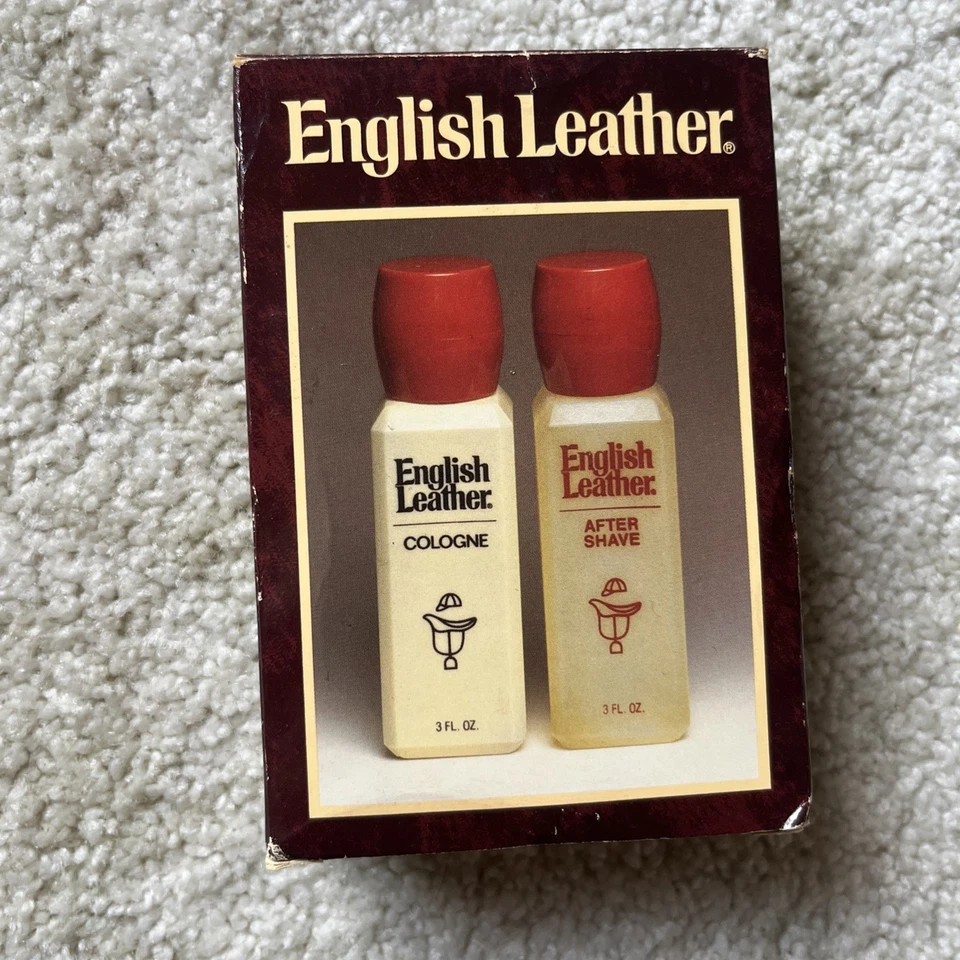 English Leather®
English
Leather.
COLOGNE
3 FL. OZ.
English
Leather.
AFTER
SHAVE
3 FL. OZ.